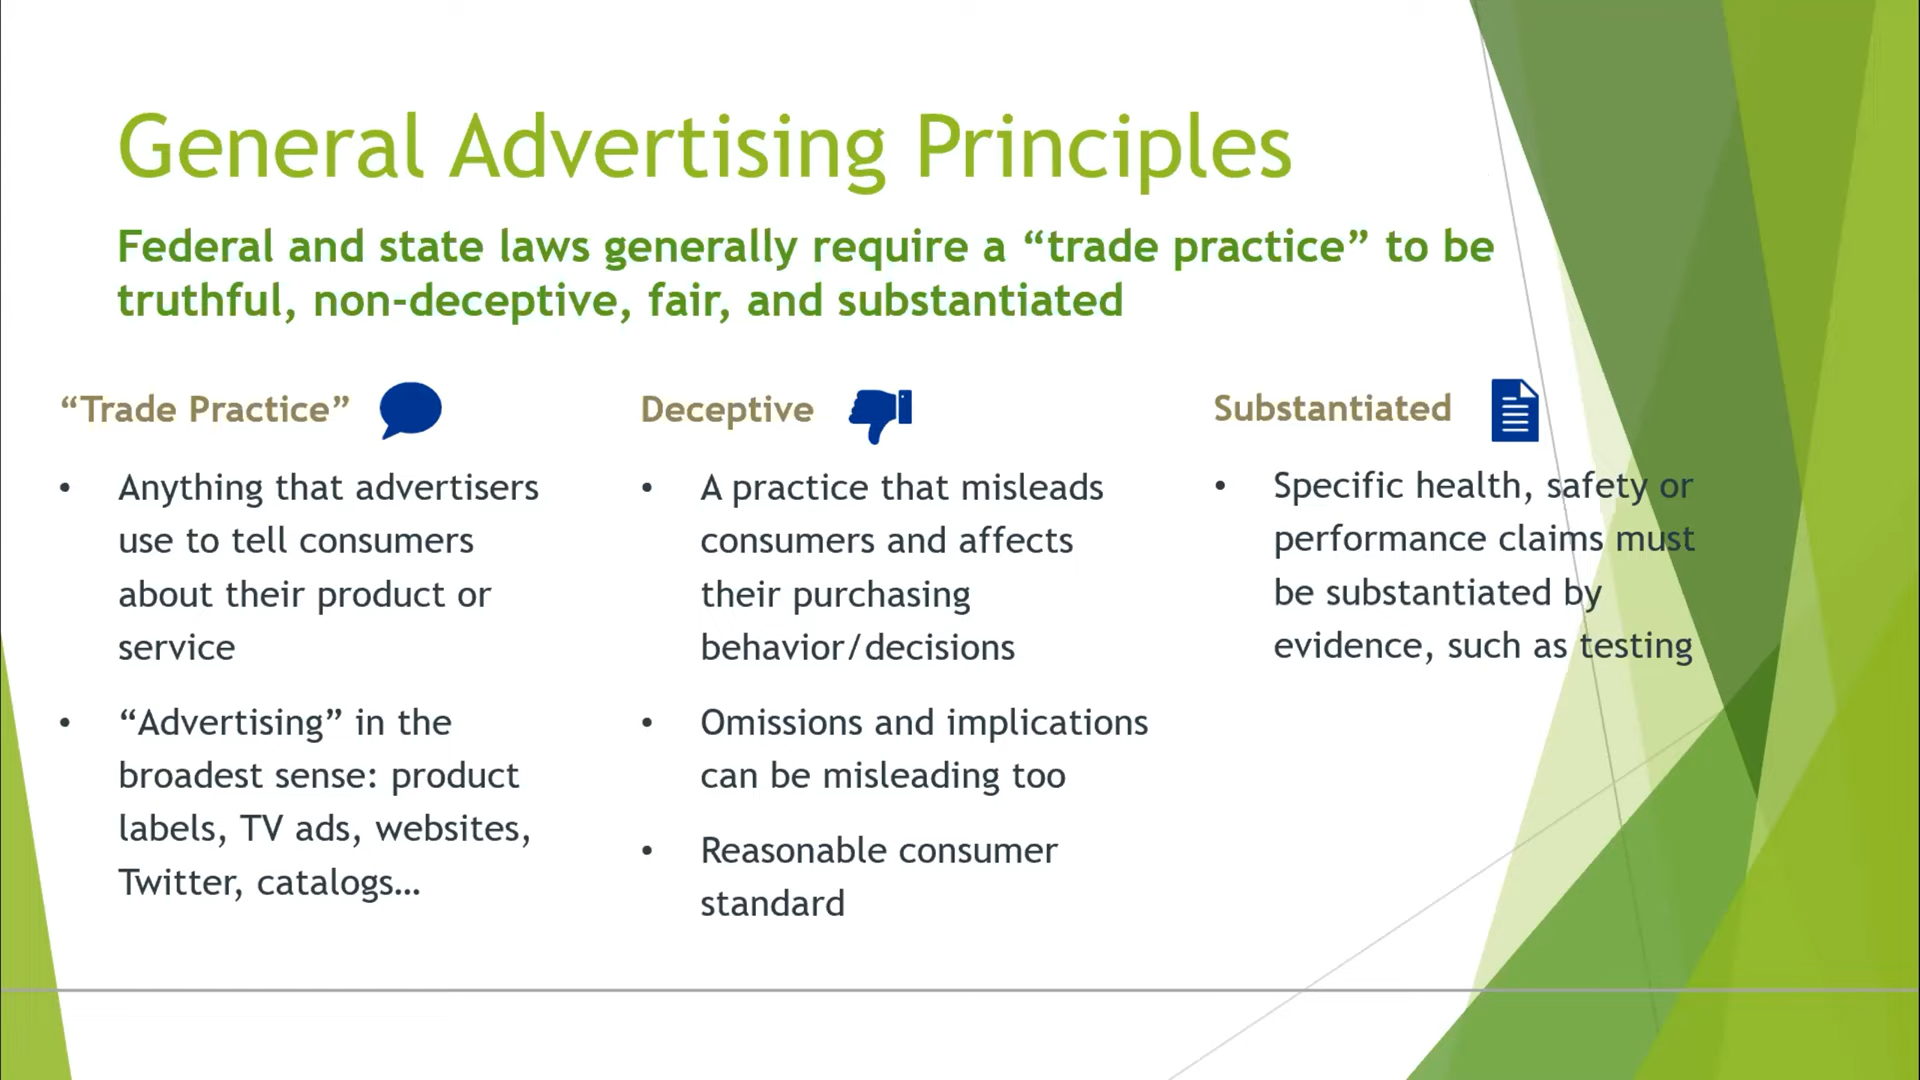 General Advertising Principles
Federal and state laws generally require a “trade practice” to be
truthful, non-deceptive, fair, and substantiated
“Trade Practice”
• Anything that advertisers
use to tell consumers
about their product or
service
• “Advertising” in the
broadest sense: product
labels, TV ads, websites,
Twitter, catalogs…
Deceptive
• A practice that misleads
consumers and affects
their purchasing
behavior/decisions
• Omissions and implications
can be misleading too
• Reasonable consumer
standard
Substantiated
• Specific health, safety or
performance claims must
be substantiated by
evidence, such as testing